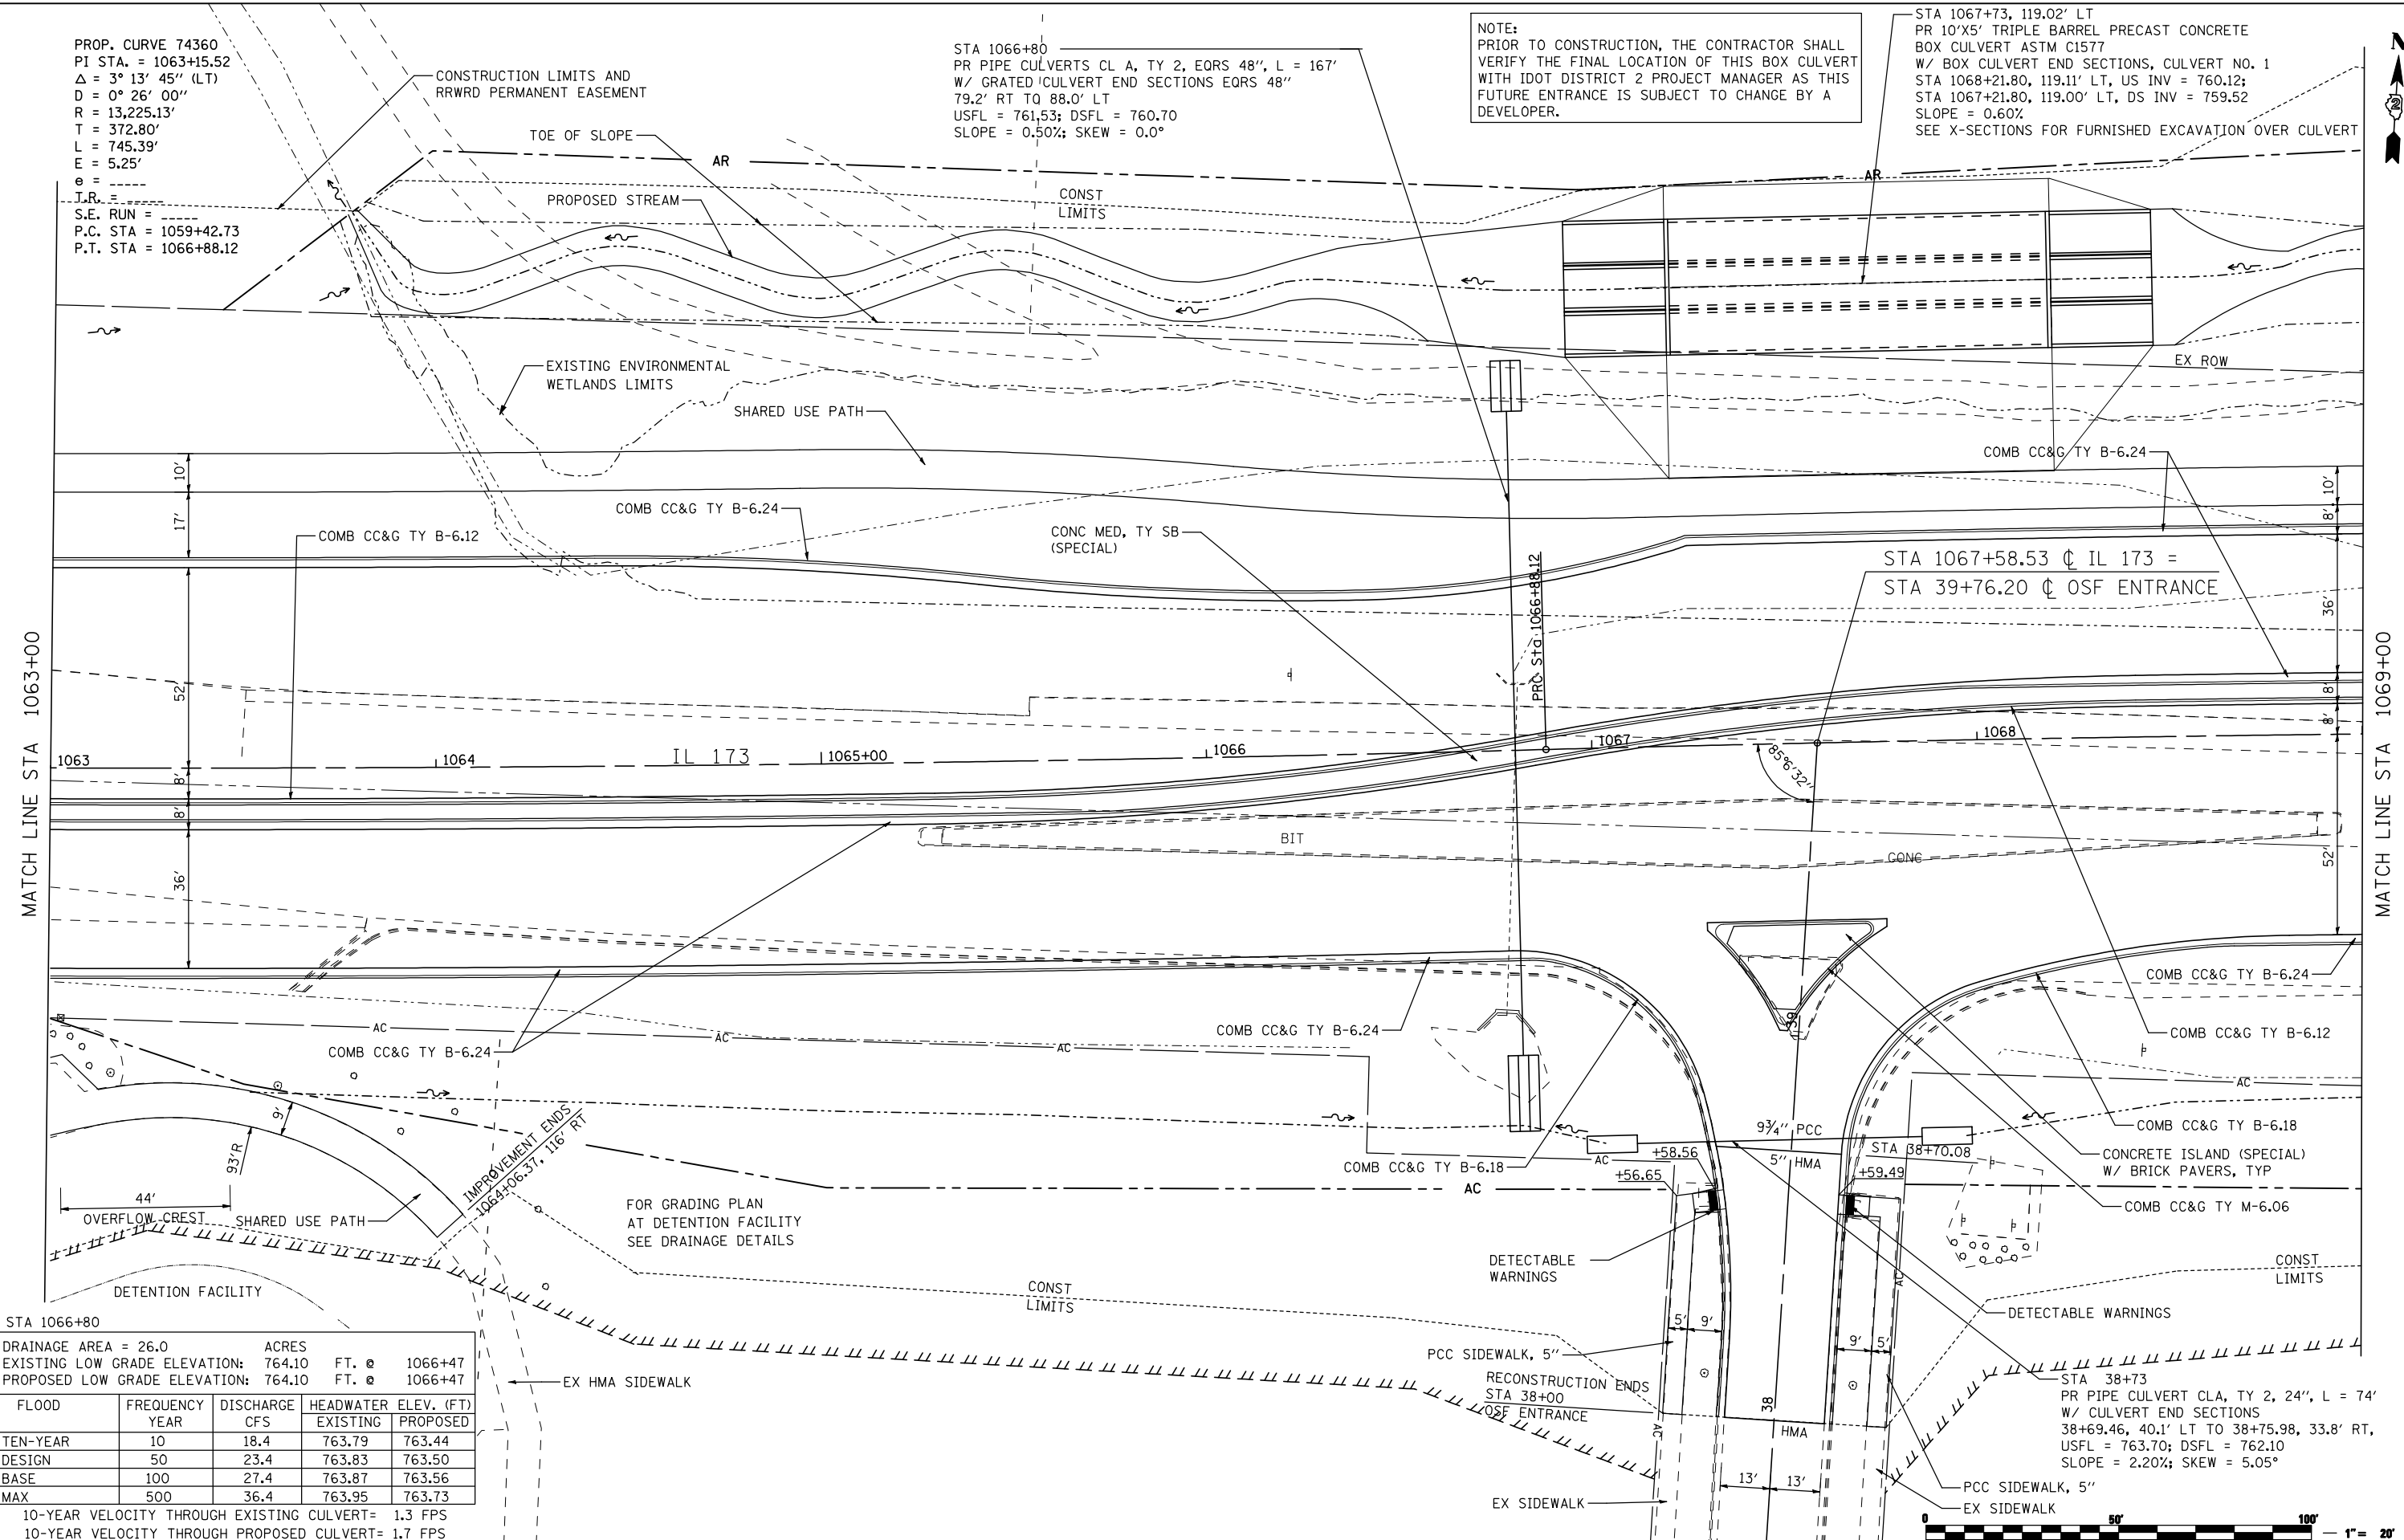 PROP. CURVE 74360
PI STA. = 1063+15.52
Δ = 3° 13' 45" (LT)
D = 0° 26' 00"
R = 13,225.13'
T = 372.80'
L = 745.39'
E = 5.25'
e = _____
T.R. = _____
S.E. RUN = _____
P.C. STA = 1059+42.73
P.T. STA = 1066+88.12
CONSTRUCTION LIMITS AND
RRWRD PERMANENT EASEMENT
TOE OF SLOPE
PROPOSED STREAM
STA 1066+80
PR PIPE CULVERTS CL A, TY 2, EQRS 48", L = 167'
W/ GRATED CULVERT END SECTIONS EQRS 48"
79.2' RT TO 88.0' LT
USFL = 761.53; DSFL = 760.70
SLOPE = 0.50%; SKEW = 0.0°
NOTE:
PRIOR TO CONSTRUCTION, THE CONTRACTOR SHALL
VERIFY THE FINAL LOCATION OF THIS BOX CULVERT
WITH IDOT DISTRICT 2 PROJECT MANAGER AS THIS
FUTURE ENTRANCE IS SUBJECT TO CHANGE BY A
DEVELOPER.
STA 1067+73, 119.02' LT
PR 10'X5' TRIPLE BARREL PRECAST CONCRETE
BOX CULVERT ASTM C1577
W/ BOX CULVERT END SECTIONS, CULVERT NO. 1
STA 1068+21.80, 119.11' LT, US INV = 760.12;
STA 1067+21.80, 119.00' LT, DS INV = 759.52
SLOPE = 0.60%
SEE X-SECTIONS FOR FURNISHED EXCAVATION OVER CULVERT
N
2
AR
AR
CONST
LIMITS
EX ROW
EXISTING ENVIRONMENTAL
WETLANDS LIMITS
SHARED USE PATH
COMB CC&G TY B-6.24
10'
17'
10'
8'
COMB CC&G TY B-6.24
COMB CC&G TY B-6.12
CONC MED, TY SB
(SPECIAL)
STA 1067+58.53 ℄ IL 173 =
STA 39+76.20 ℄ OSF ENTRANCE
PRC Sta 1066+88.12
MATCH LINE STA 1063+00
MATCH LINE STA 1069+00
52'
36'
8'
8'
1063
1064
IL 173
1065+00
1066
1067
1068
85°6'32"
8'
8'
36'
52'
BIT
CONC
39
COMB CC&G TY B-6.24
COMB CC&G TY B-6.12
COMB CC&G TY B-6.24
AC
AC
AC
AC
COMB CC&G TY B-6.24
9'
93'R
44'
OVERFLOW CREST
SHARED USE PATH
IMPROVEMENT ENDS
1064+06.37, 116' RT
9¾" PCC
5" HMA
STA 38+70.08
COMB CC&G TY B-6.18
COMB CC&G TY B-6.18
CONCRETE ISLAND (SPECIAL)
W/ BRICK PAVERS, TYP
COMB CC&G TY M-6.06
AC
+58.56
+56.65
+59.49
AC
FOR GRADING PLAN
AT DETENTION FACILITY
SEE DRAINAGE DETAILS
DETECTABLE
WARNINGS
CONST
LIMITS
CONST
LIMITS
AC
DETENTION FACILITY
DETECTABLE WARNINGS
5'
9'
9'
5'
PCC SIDEWALK, 5"
EX HMA SIDEWALK
RECONSTRUCTION ENDS
STA 38+00
OSF ENTRANCE
38
HMA
AC
13'
13'
EX SIDEWALK
STA 38+73
PR PIPE CULVERT CLA, TY 2, 24", L = 74'
W/ CULVERT END SECTIONS
38+69.46, 40.1' LT TO 38+75.98, 33.8' RT,
USFL = 763.70; DSFL = 762.10
SLOPE = 2.20%; SKEW = 5.05°
PCC SIDEWALK, 5"
EX SIDEWALK
STA 1066+80
DRAINAGE AREA = 26.0 ACRES
EXISTING LOW GRADE ELEVATION: 764.10 FT. @ 1066+47
PROPOSED LOW GRADE ELEVATION: 764.10 FT. @ 1066+47
FLOOD FREQUENCY DISCHARGE HEADWATER ELEV. (FT)
YEAR CFS EXISTING PROPOSED
TEN-YEAR 10 18.4 763.79 763.44
DESIGN 50 23.4 763.83 763.50
BASE 100 27.4 763.87 763.56
MAX 500 36.4 763.95 763.73
10-YEAR VELOCITY THROUGH EXISTING CULVERT= 1.3 FPS
10-YEAR VELOCITY THROUGH PROPOSED CULVERT= 1.7 FPS
0 50' 100'
1"= 20'